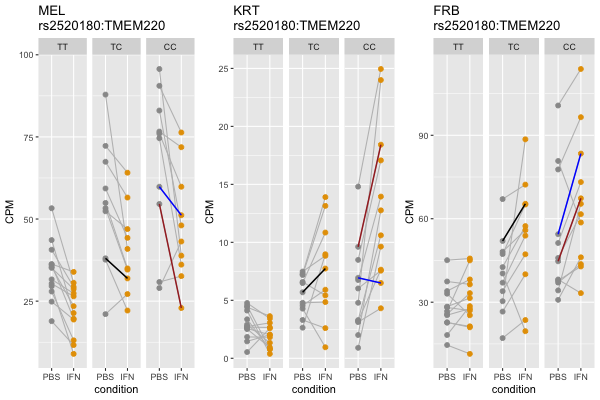 MEL
rs2520180:TMEM220
TT TC CC
100
75
50
25
CPM
PBS IFN PBS IFN PBS IFN
condition
KRT
rs2520180:TMEM220
TT TC CC
25
20
15
10
5
0
CPM
PBS IFN PBS IFN PBS IFN
condition
FRB
rs2520180:TMEM220
TT TC CC
90
60
30
CPM
PBS IFN PBS IFN PBS IFN
condition